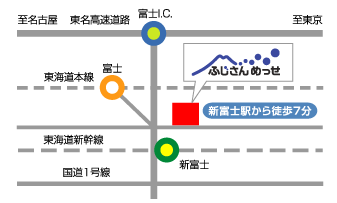 富士I.C.
至名古屋 東名高速道路 至東京
ふじさんめっせ
富士
東海道本線
新富士駅から徒歩7分
東海道新幹線
新富士
国道1号線